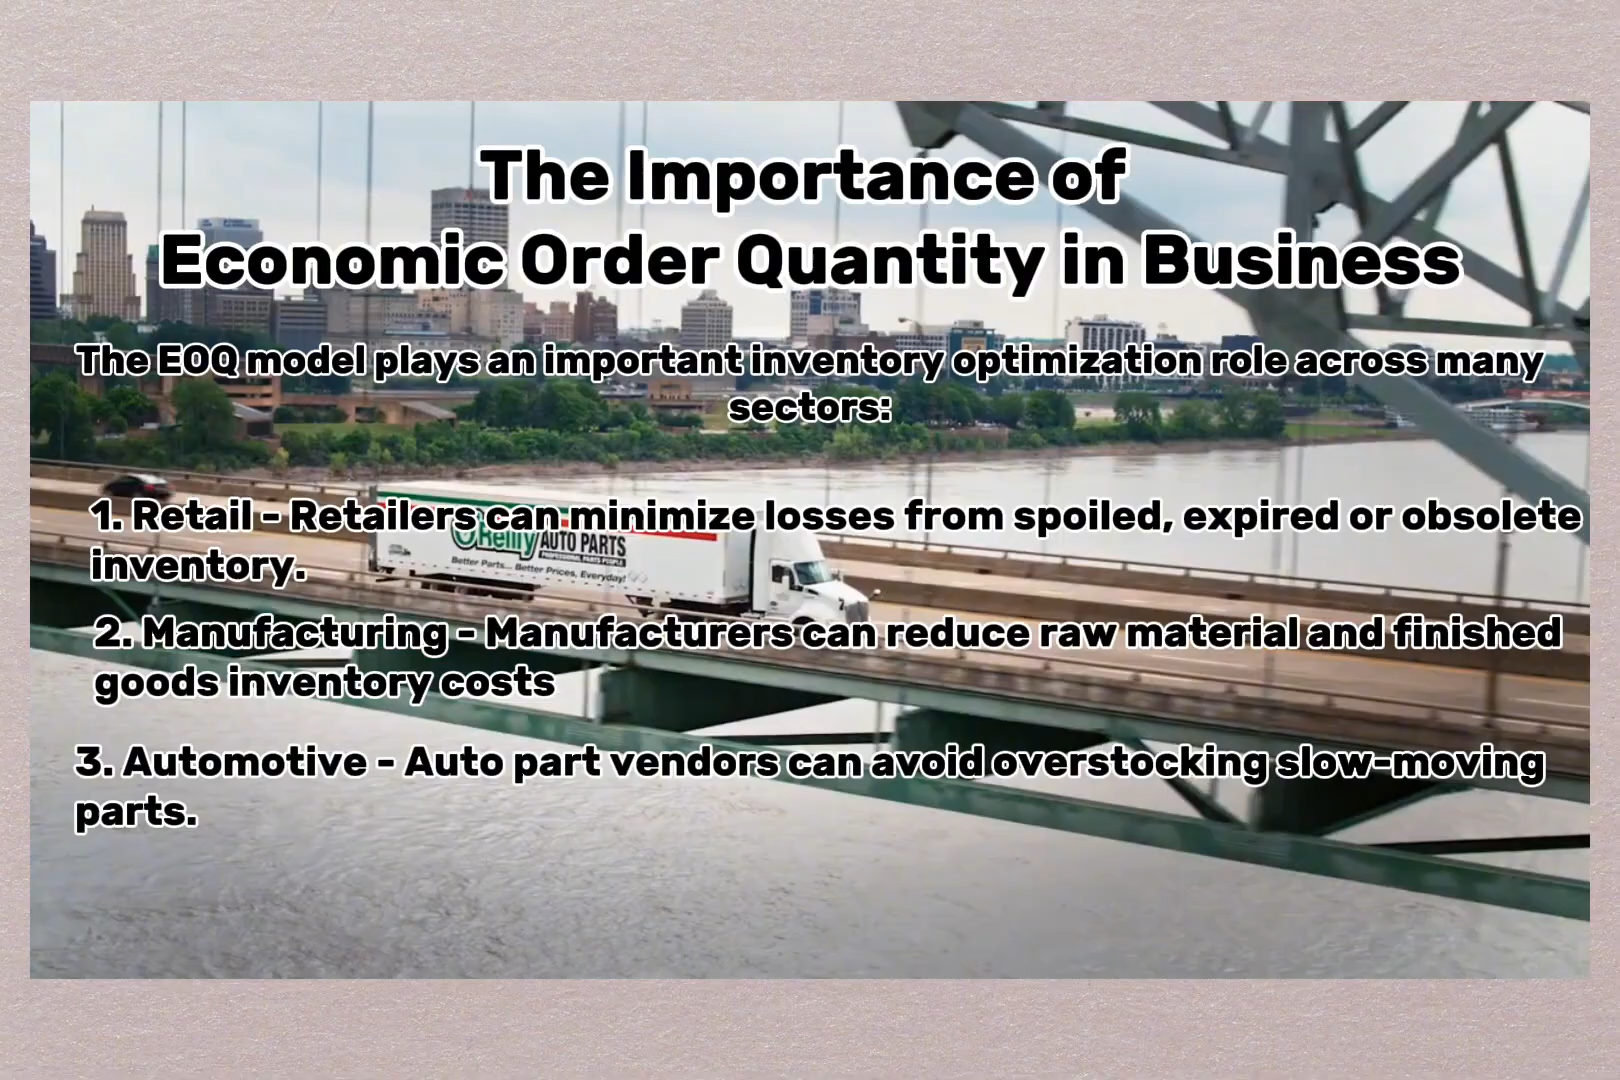 The Importance of
Economic Order Quantity in Business
The EOQ model plays an important inventory optimization role across many
sectors:
1. Retail - Retailers can minimize losses from spoiled, expired or obsolete
inventory.
O'Reilly AUTO PARTS
PROFESSIONAL PARTS PEOPLE
Better Parts... Better Prices, Everyday!
2. Manufacturing - Manufacturers can reduce raw material and finished
goods inventory costs
3. Automotive - Auto part vendors can avoid overstocking slow-moving
parts.